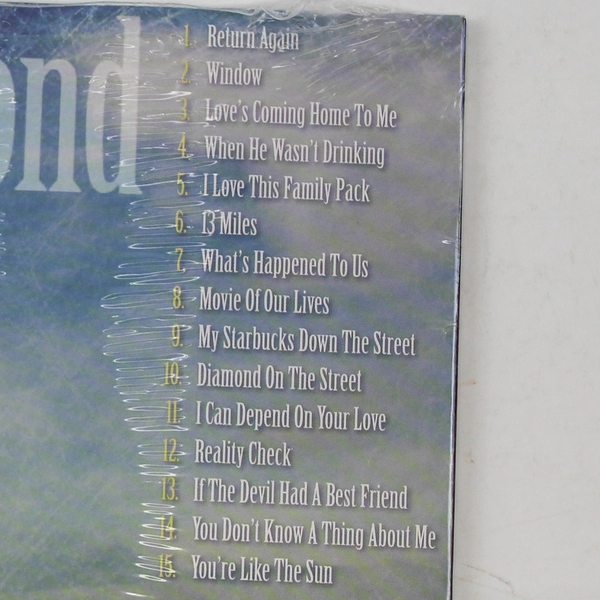 ond
1. Return Again
2. Window
3. Love's Coming Home To Me
4. When He Wasn't Drinking
5. I Love This Family Pack
6. 13 Miles
7. What's Happened To Us
8. Movie Of Our Lives
9. My Starbucks Down The Street
10. Diamond On The Street
11. I Can Depend On Your Love
12. Reality Check
13. If The Devil Had A Best Friend
14. You Don't Know A Thing About Me
15. You're Like The Sun